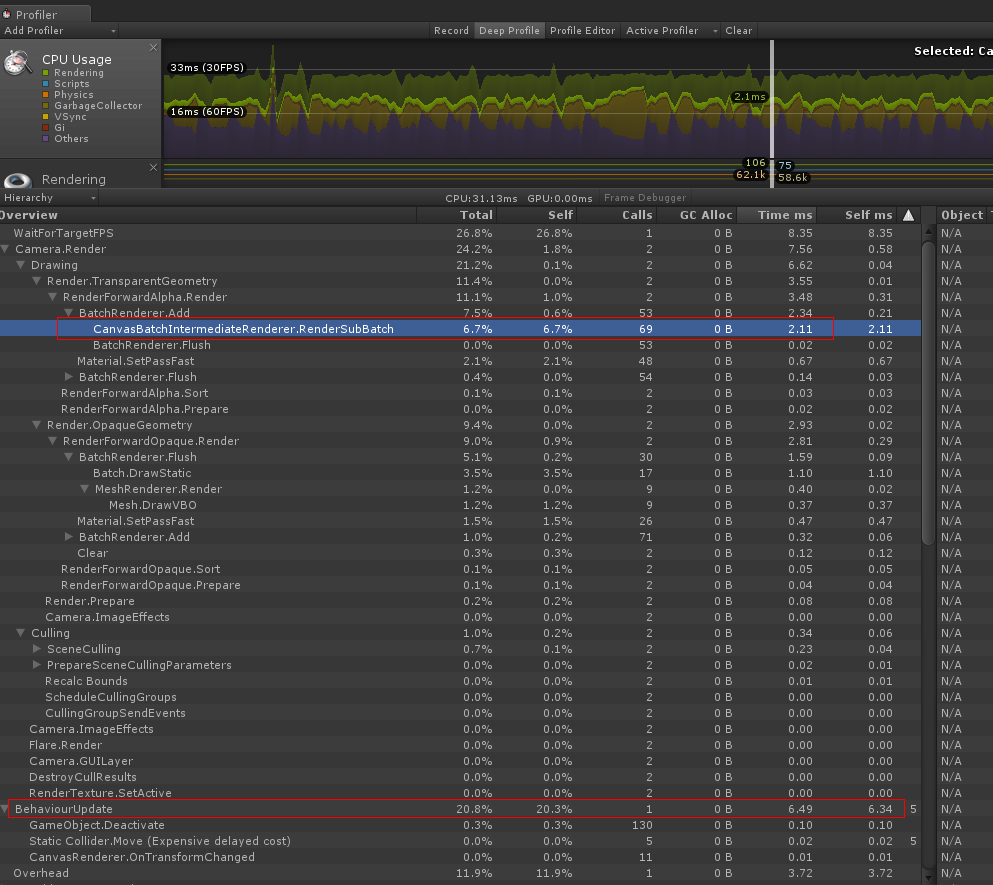 Profiler
Add Profiler Record Deep Profile Profile Editor Active Profiler Clear
CPU Usage
Rendering
Scripts
Physics
GarbageCollector
VSync
Gi
Others
33ms (30FPS)
16ms (60FPS)
Selected: Ca
2.1ms
106 75
62.1k 58.6k
Rendering
Hierarchy CPU:31.13ms GPU:0.00ms Frame Debugger
Overview Total Self Calls GC Alloc Time ms Self ms Object
WaitForTargetFPS 26.8% 26.8% 1 0 B 8.35 8.35 N/A
Camera.Render 24.2% 1.8% 2 0 B 7.56 0.58 N/A
Drawing 21.2% 0.1% 2 0 B 6.62 0.04 N/A
Render.TransparentGeometry 11.4% 0.0% 2 0 B 3.55 0.01 N/A
RenderForwardAlpha.Render 11.1% 1.0% 2 0 B 3.48 0.31 N/A
BatchRenderer.Add 7.5% 0.6% 53 0 B 2.34 0.21 N/A
CanvasBatchIntermediateRenderer.RenderSubBatch 6.7% 6.7% 69 0 B 2.11 2.11 N/A
BatchRenderer.Flush 0.0% 0.0% 53 0 B 0.02 0.02 N/A
Material.SetPassFast 2.1% 2.1% 48 0 B 0.67 0.67 N/A
BatchRenderer.Flush 0.4% 0.0% 54 0 B 0.14 0.03 N/A
RenderForwardAlpha.Sort 0.1% 0.1% 2 0 B 0.03 0.03 N/A
RenderForwardAlpha.Prepare 0.0% 0.0% 2 0 B 0.02 0.02 N/A
Render.OpaqueGeometry 9.4% 0.0% 2 0 B 2.93 0.02 N/A
RenderForwardOpaque.Render 9.0% 0.9% 2 0 B 2.81 0.29 N/A
BatchRenderer.Flush 5.1% 0.2% 30 0 B 1.59 0.09 N/A
Batch.DrawStatic 3.5% 3.5% 17 0 B 1.10 1.10 N/A
MeshRenderer.Render 1.2% 0.0% 9 0 B 0.40 0.02 N/A
Mesh.DrawVBO 1.2% 1.2% 9 0 B 0.37 0.37 N/A
Material.SetPassFast 1.5% 1.5% 26 0 B 0.47 0.47 N/A
BatchRenderer.Add 1.0% 0.2% 71 0 B 0.32 0.06 N/A
Clear 0.3% 0.3% 2 0 B 0.12 0.12 N/A
RenderForwardOpaque.Sort 0.1% 0.1% 2 0 B 0.05 0.05 N/A
RenderForwardOpaque.Prepare 0.1% 0.1% 2 0 B 0.04 0.04 N/A
Render.Prepare 0.2% 0.2% 2 0 B 0.08 0.08 N/A
Camera.ImageEffects 0.0% 0.0% 2 0 B 0.00 0.00 N/A
Culling 1.0% 0.2% 2 0 B 0.34 0.06 N/A
SceneCulling 0.7% 0.1% 2 0 B 0.23 0.04 N/A
PrepareSceneCullingParameters 0.0% 0.0% 2 0 B 0.02 0.01 N/A
Recalc Bounds 0.0% 0.0% 2 0 B 0.01 0.01 N/A
ScheduleCullingGroups 0.0% 0.0% 2 0 B 0.00 0.00 N/A
CullingGroupSendEvents 0.0% 0.0% 2 0 B 0.00 0.00 N/A
Camera.ImageEffects 0.0% 0.0% 2 0 B 0.00 0.00 N/A
Flare.Render 0.0% 0.0% 2 0 B 0.00 0.00 N/A
Camera.GUILayer 0.0% 0.0% 2 0 B 0.00 0.00 N/A
DestroyCullResults 0.0% 0.0% 2 0 B 0.00 0.00 N/A
RenderTexture.SetActive 0.0% 0.0% 2 0 B 0.00 0.00 N/A
BehaviourUpdate 20.8% 20.3% 1 0 B 6.49 6.34 5 N/A
GameObject.Deactivate 0.3% 0.3% 130 0 B 0.10 0.10 N/A
Static Collider.Move (Expensive delayed cost) 0.0% 0.0% 5 0 B 0.02 0.02 5 N/A
CanvasRenderer.OnTransformChanged 0.0% 0.0% 11 0 B 0.01 0.01 N/A
Overhead 11.9% 11.9% 1 0 B 3.72 3.72 N/A